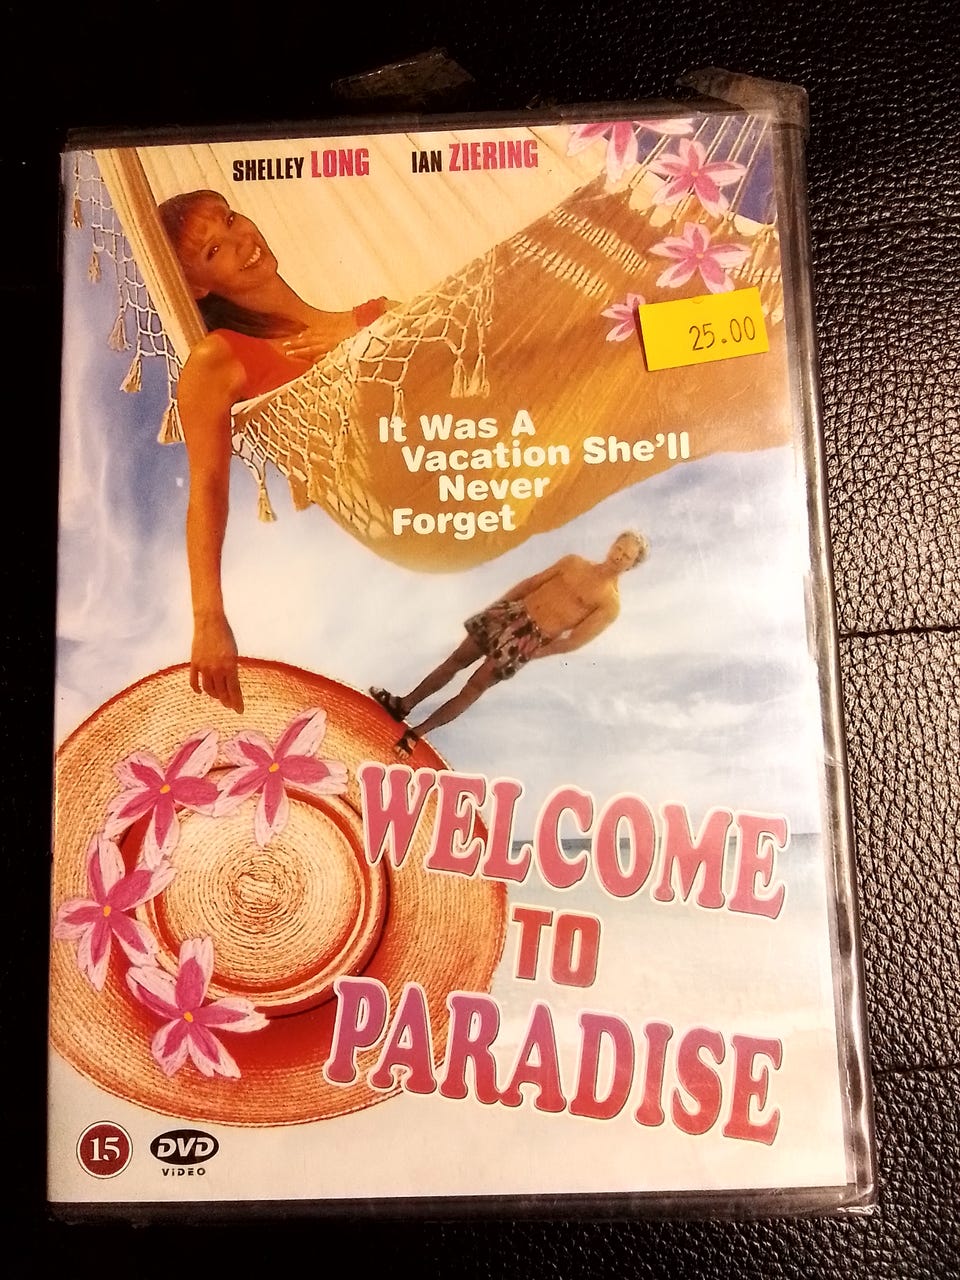 SHELLEY LONG IAN ZIERING
25.00
It Was A
Vacation She'll
Never
Forget
WELCOME
TO
PARADISE
15 DVD
VIDEO